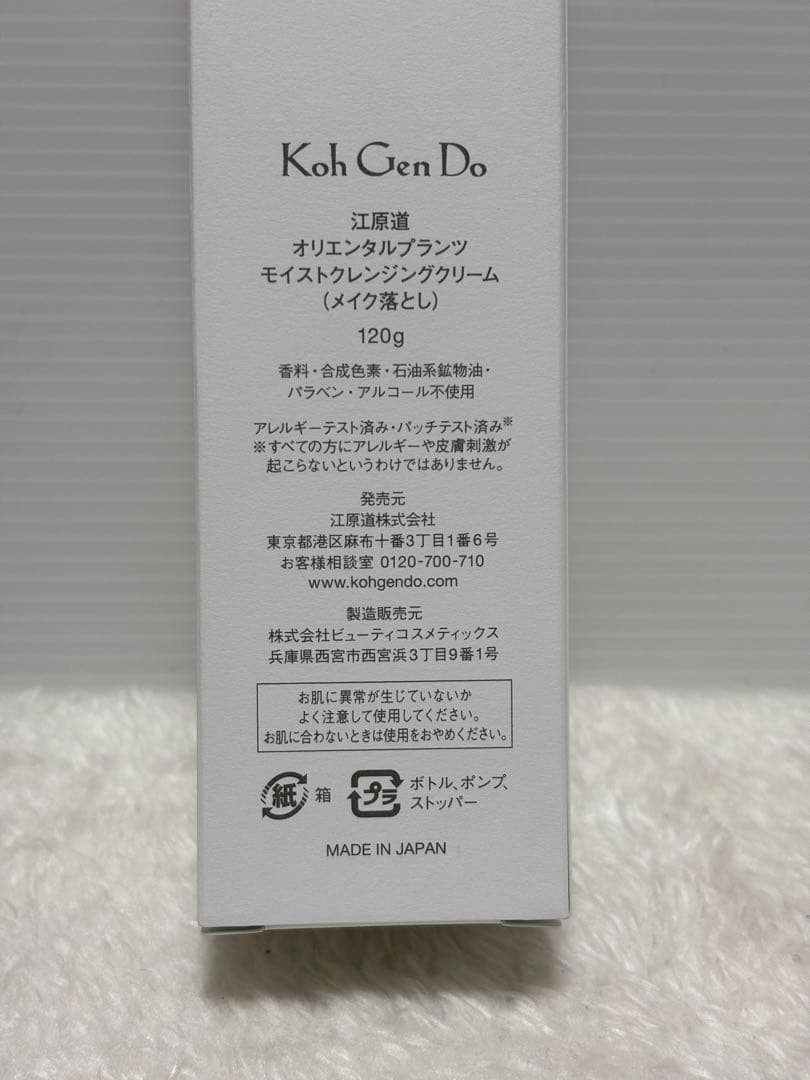 Koh Gen Do
江原道
オリエンタルプランツ
モイストクレンジングクリーム
（メイク落とし）
120g
香料・合成色素・石油系鉱物油・
パラベン・アルコール不使用
アレルギーテスト済み・パッチテスト済み※
※すべての方にアレルギーや皮膚刺激が
起こらないというわけではありません。
発売元
江原道株式会社
東京都港区麻布十番3丁目1番6号
お客様相談室 0120-700-710
www.kohgendo.com
製造販売元
株式会社ビューティコスメティックス
兵庫県西宮市西宮浜3丁目9番1号
お肌に異常が生じていないか
よく注意して使用してください。
お肌に合わないときは使用をおやめください。
紙 箱 プラ ボトル、ポンプ、
ストッパー
MADE IN JAPAN